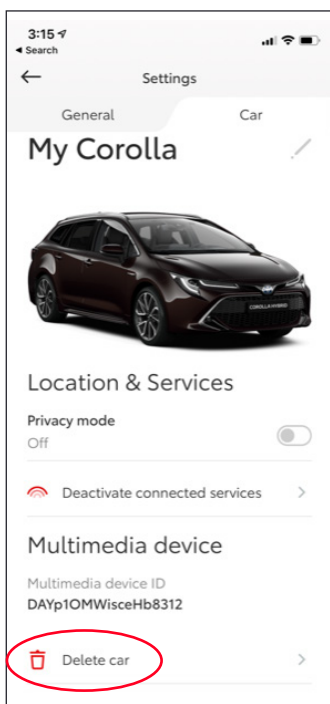 3:15
Search
Settings
General Car
My Corolla
COROLLA HYBRID
Location & Services
Privacy mode
Off
Deactivate connected services
Multimedia device
Multimedia device ID
DAYp1OMWisceHb8312
Delete car